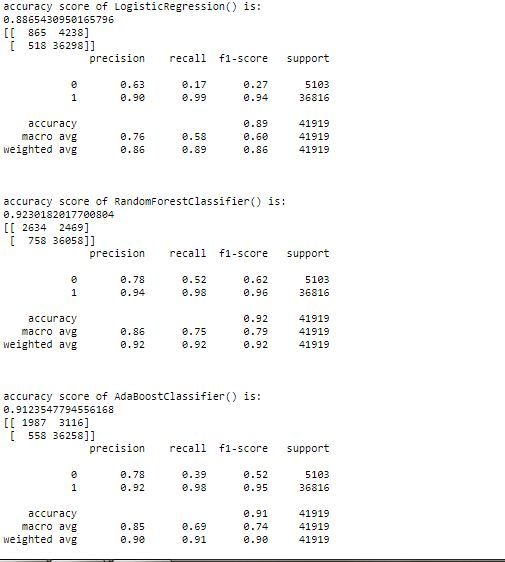 accuracy score of LogisticRegression() is:
0.8865430950165796
[[ 865 4238]
[ 518 36298]]
precision recall f1-score support
0 0.63 0.17 0.27 5103
1 0.90 0.99 0.94 36816
accuracy 0.89 41919
macro avg 0.76 0.58 0.60 41919
weighted avg 0.86 0.89 0.86 41919
accuracy score of RandomForestClassifier() is:
0.9230182017700804
[[ 2634 2469]
[ 758 36058]]
precision recall f1-score support
0 0.78 0.52 0.62 5103
1 0.94 0.98 0.96 36816
accuracy 0.92 41919
macro avg 0.86 0.75 0.79 41919
weighted avg 0.92 0.92 0.92 41919
accuracy score of AdaBoostClassifier() is:
0.9123547794556168
[[ 1987 3116]
[ 558 36258]]
precision recall f1-score support
0 0.78 0.39 0.52 5103
1 0.92 0.98 0.95 36816
accuracy 0.91 41919
macro avg 0.85 0.69 0.74 41919
weighted avg 0.90 0.91 0.90 41919